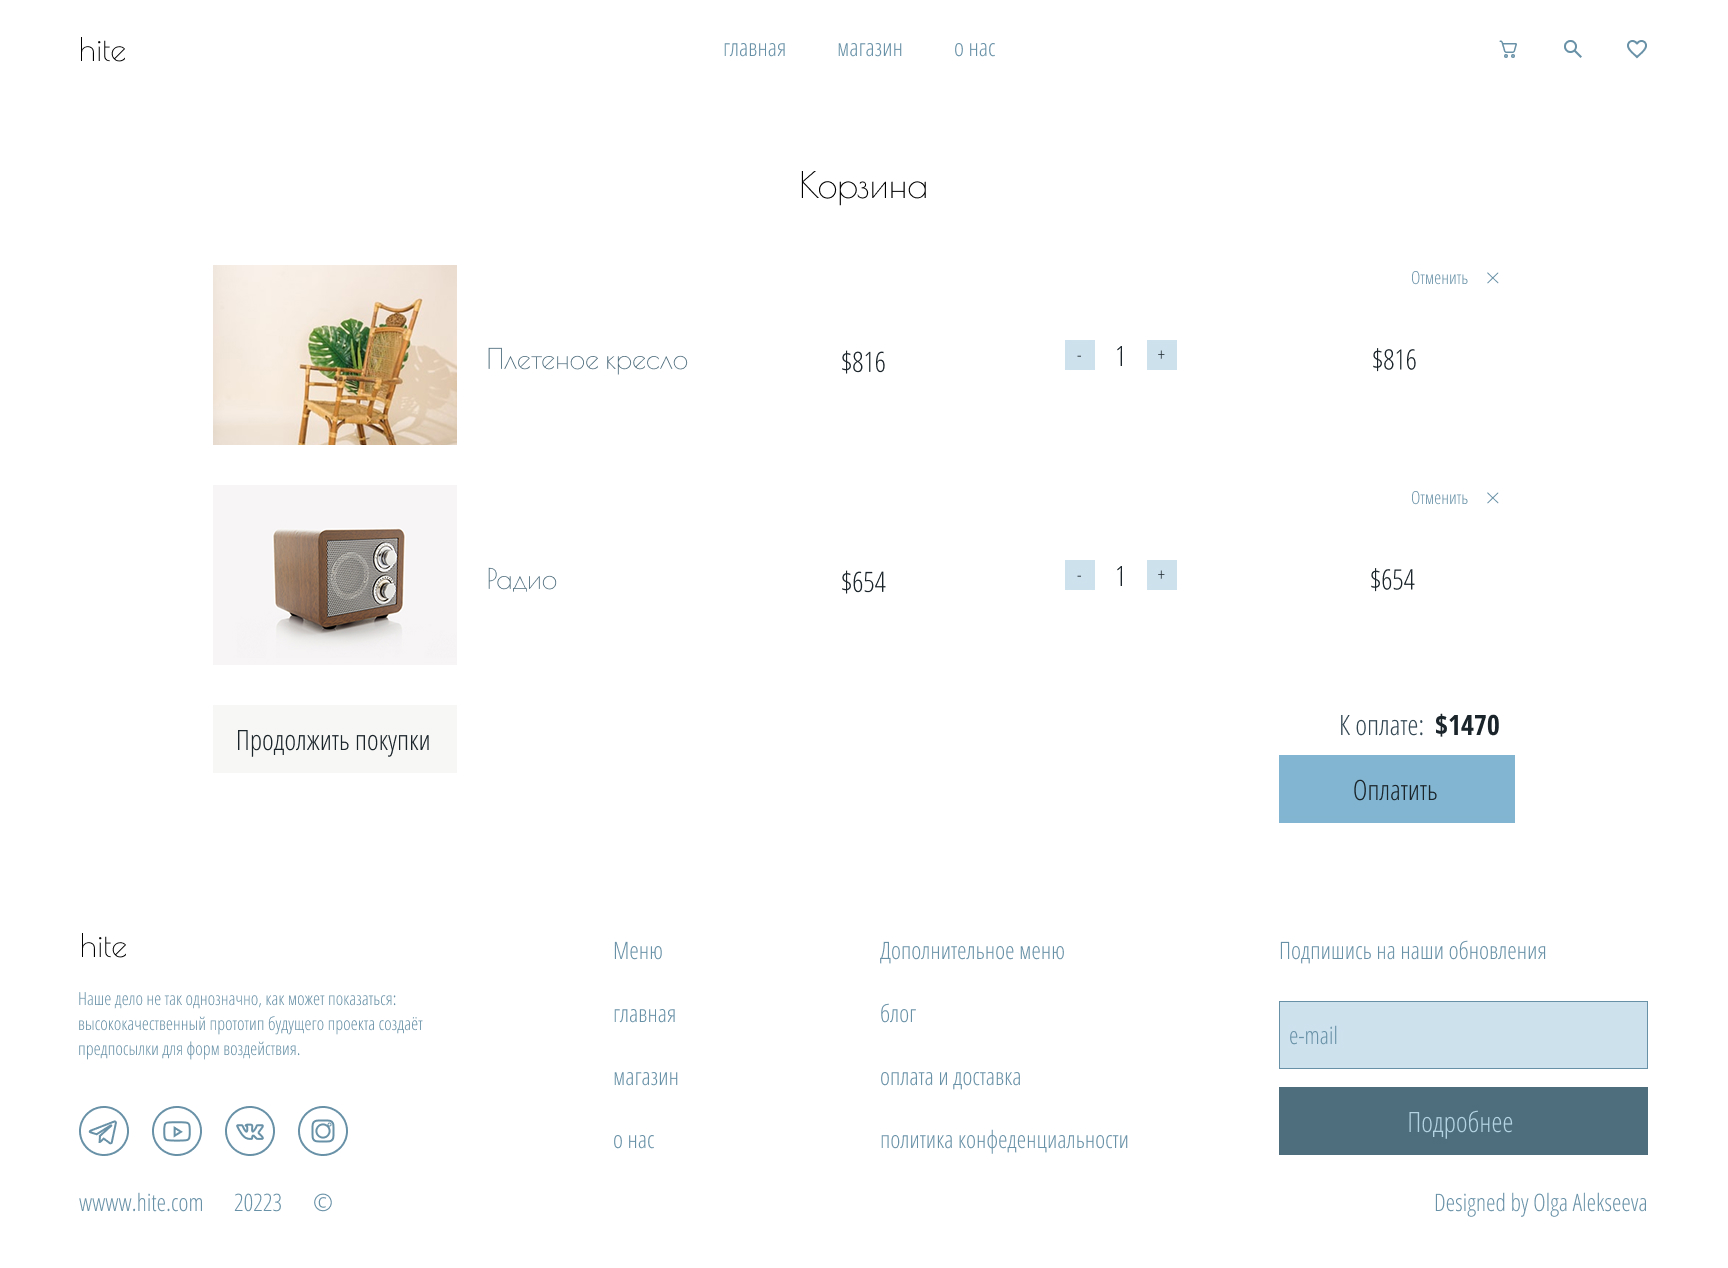 hite
главная магазин о нас
Корзина
Отменить
Плетеное кресло $816 - 1 + $816
Отменить
Радио $654 - 1 + $654
Продолжить покупки
К оплате: $1470
Оплатить
hite
Наше дело не так однозначно, как может показаться:
высококачественный прототип будущего проекта создаёт
предпосылки для форм воздействия.
wwww.hite.com 20223 ©
Меню
главная
магазин
о нас
Дополнительное меню
блог
оплата и доставка
политика конфеденциальности
Подпишись на наши обновления
e-mail
Подробнее
Designed by Olga Alekseeva